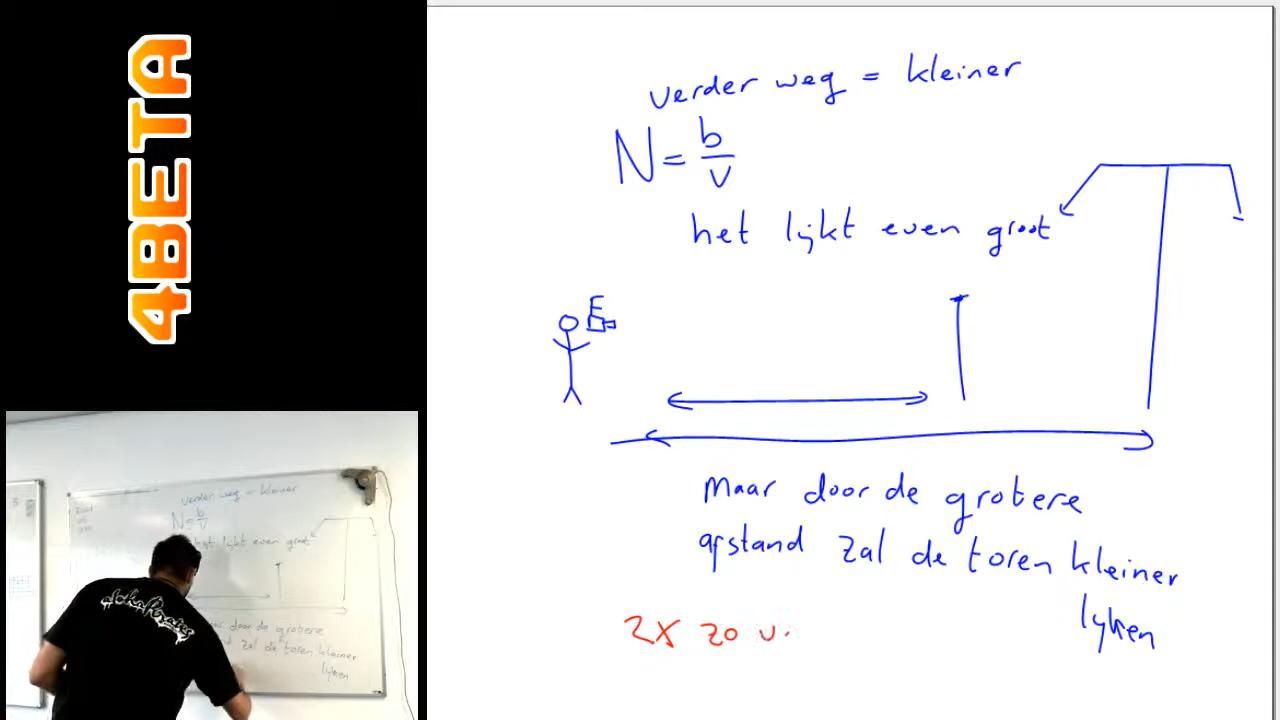 4BETA
verder weg = kleiner
N = b/v
het lijkt even groot
Maar door de grotere
afstand zal de toren kleiner
lijken
2x zo v